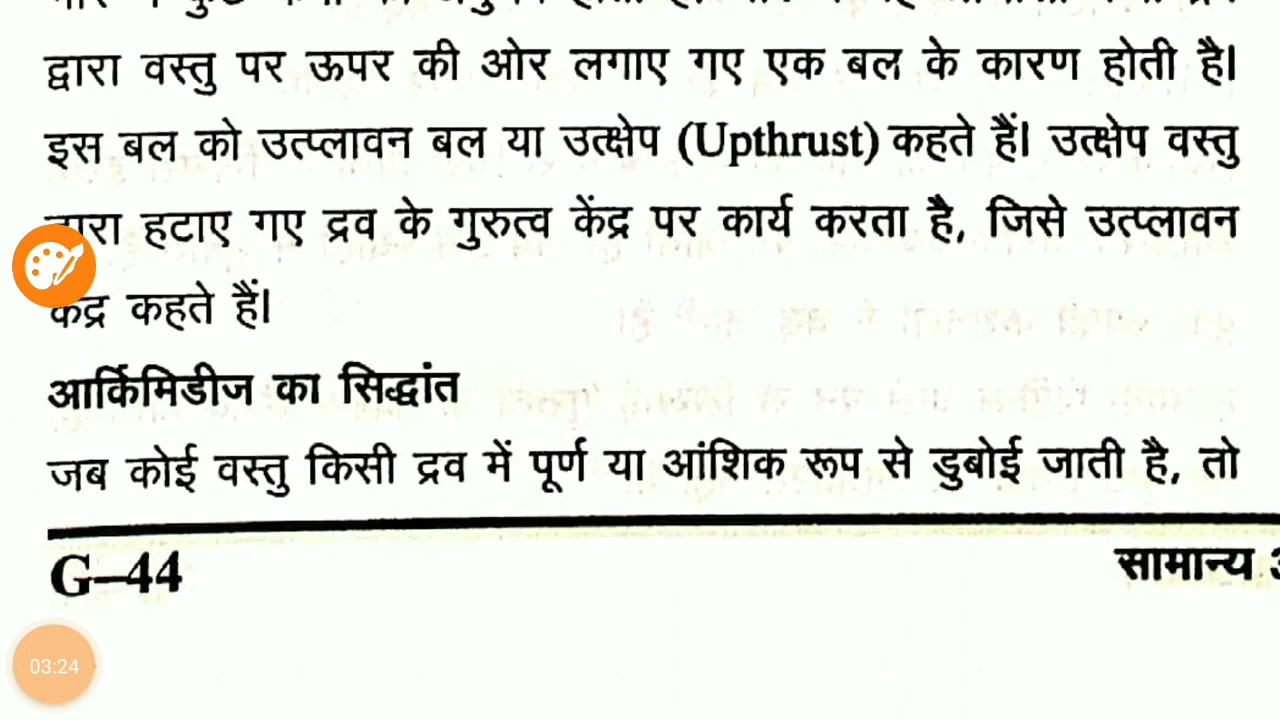 द्वारा वस्तु पर ऊपर की ओर लगाए गए एक बल के कारण होती है।
इस बल को उत्प्लावन बल या उत्क्षेप (Upthrust) कहते हैं। उत्क्षेप वस्तु
द्वारा हटाए गए द्रव के गुरुत्व केंद्र पर कार्य करता है, जिसे उत्प्लावन
केंद्र कहते हैं।
आर्किमिडीज का सिद्धांत
जब कोई वस्तु किसी द्रव में पूर्ण या आंशिक रूप से डुबोई जाती है, तो
G–44
सामान्य
03:24